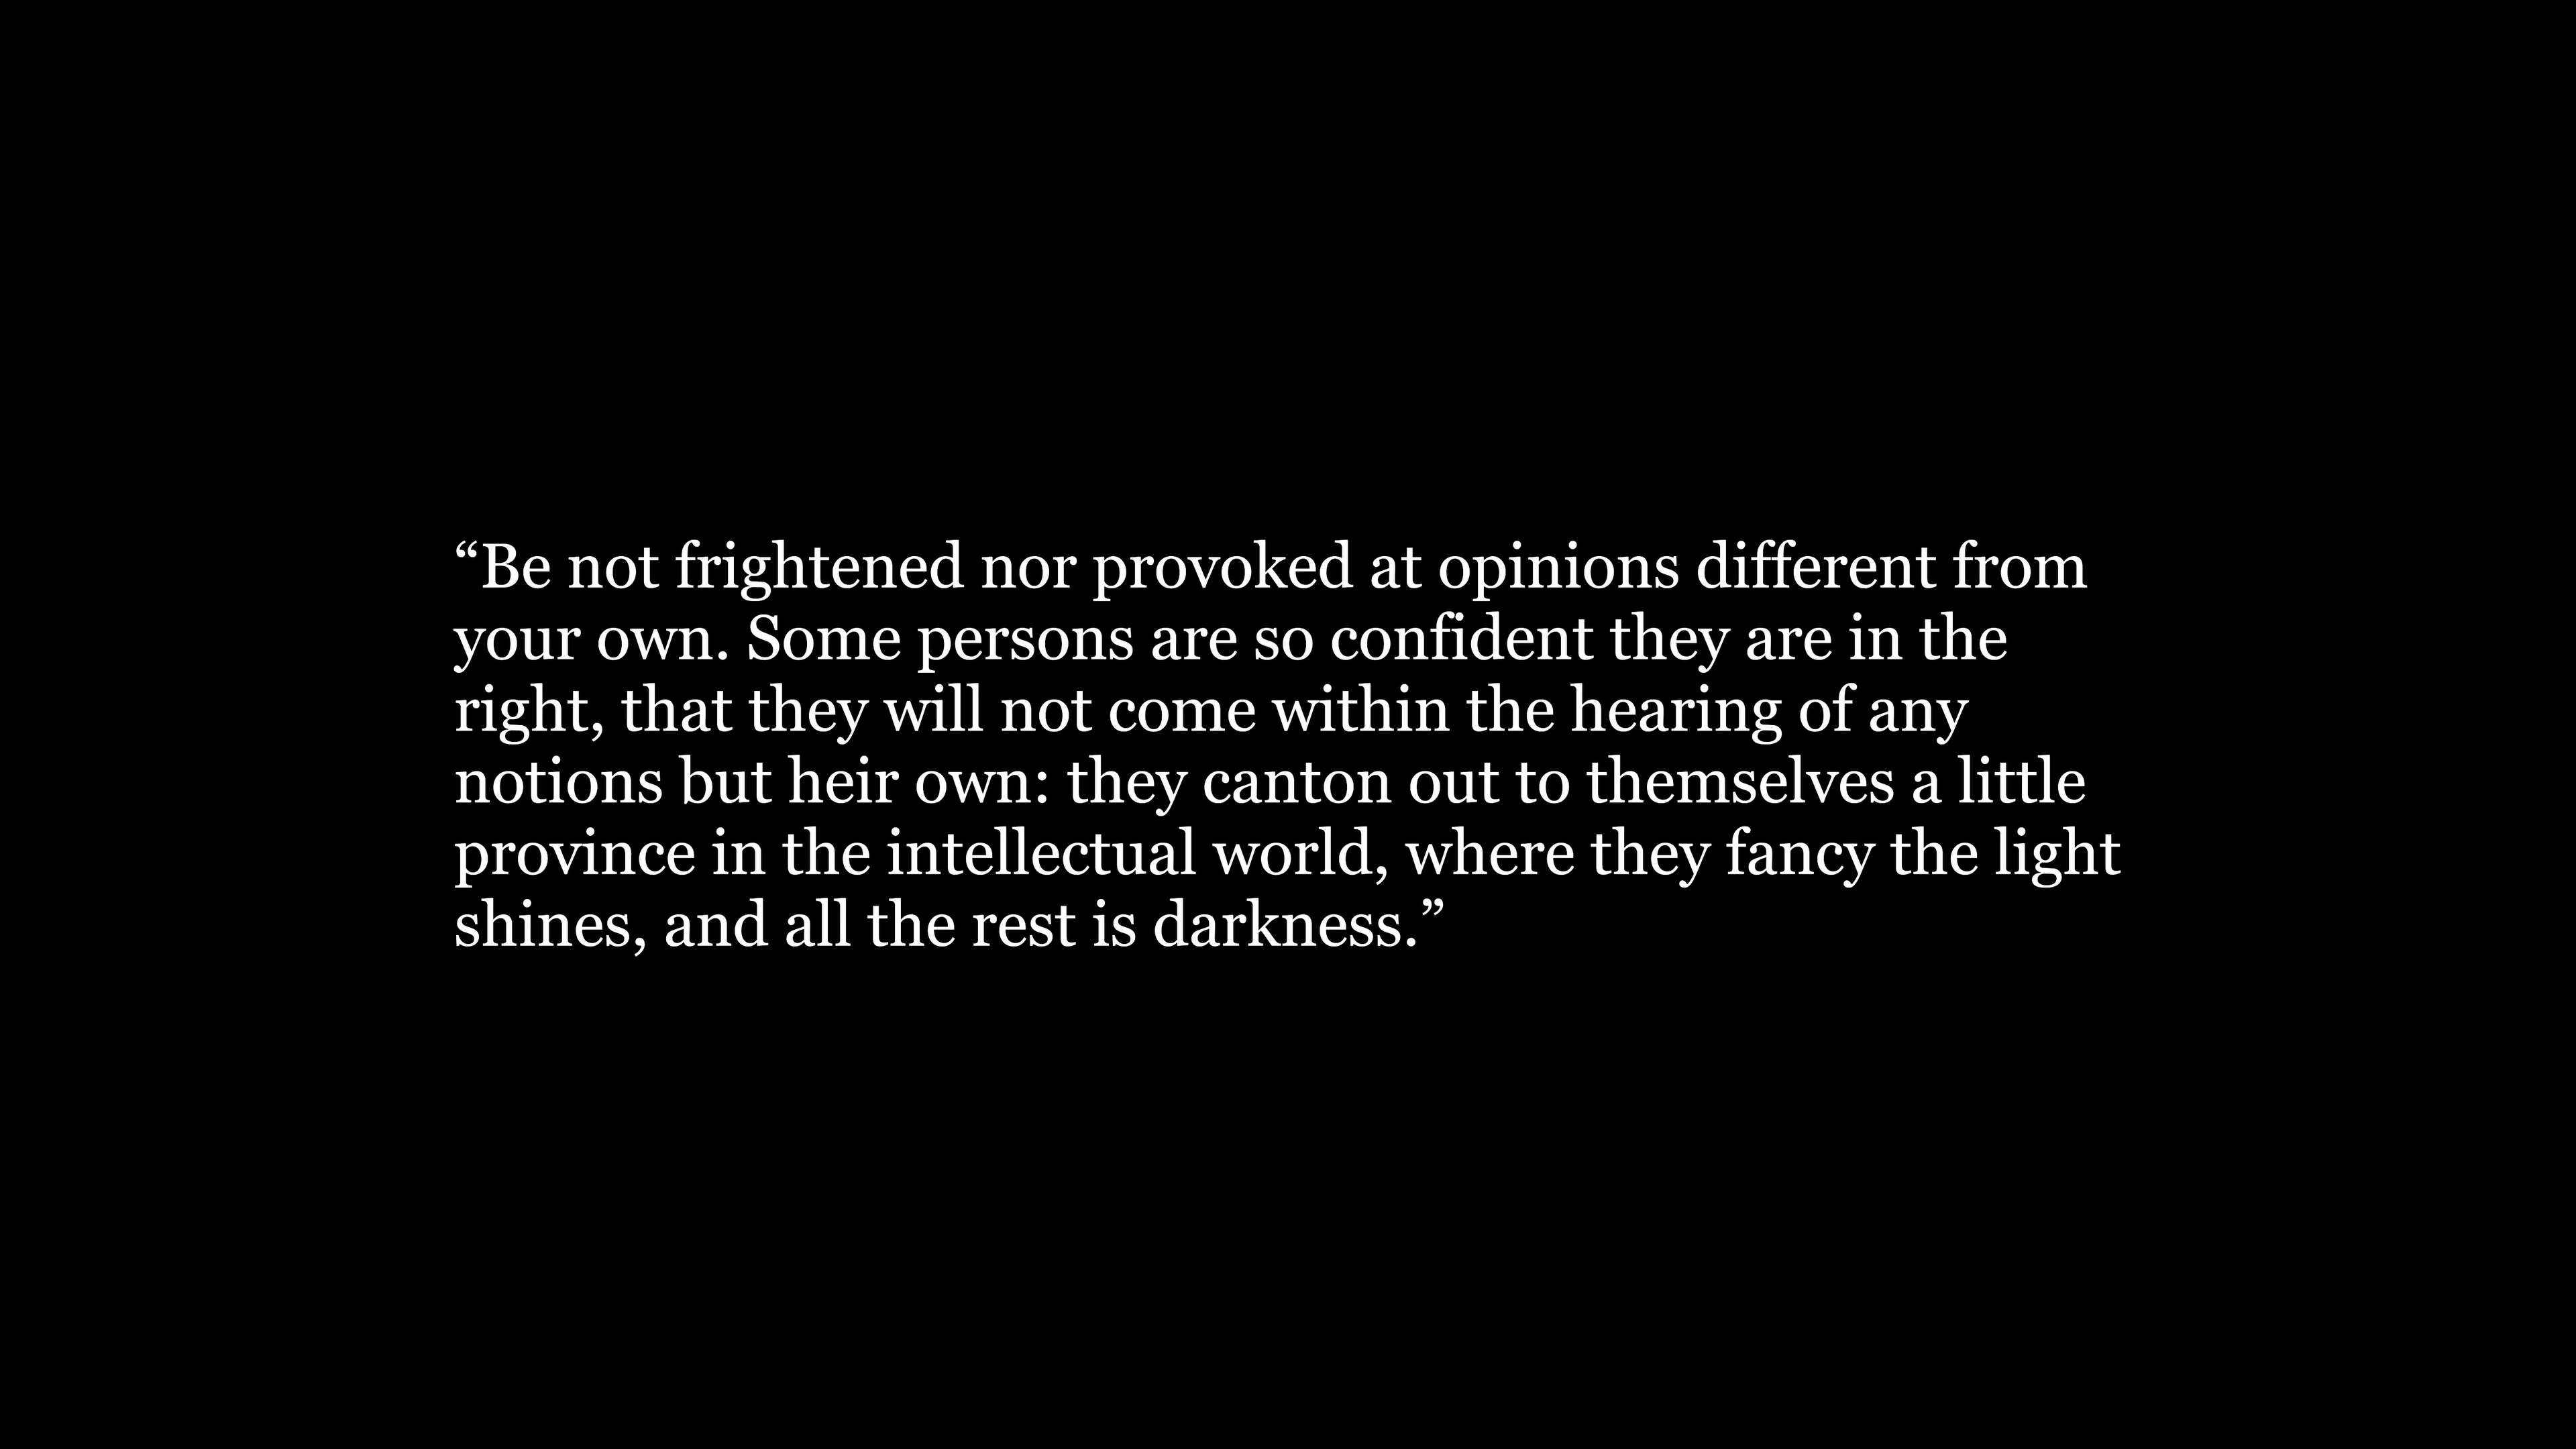 “Be not frightened nor provoked at opinions different from
your own. Some persons are so confident they are in the
right, that they will not come within the hearing of any
notions but heir own: they canton out to themselves a little
province in the intellectual world, where they fancy the light
shines, and all the rest is darkness.”